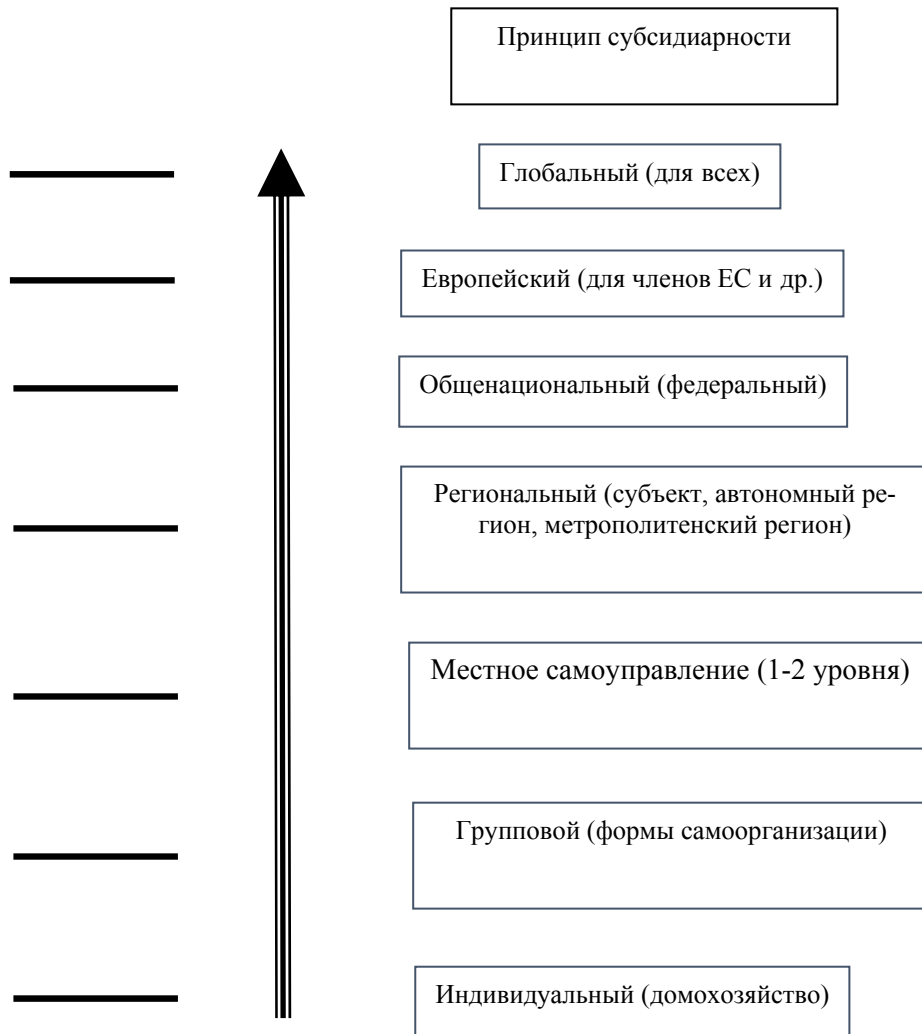 Принцип субсидиарности
Глобальный (для всех)
Европейский (для членов ЕС и др.)
Общенациональный (федеральный)
Региональный (субъект, автономный ре-
гион, метрополитенский регион)
Местное самоуправление (1-2 уровня)
Групповой (формы самоорганизации)
Индивидуальный (домохозяйство)